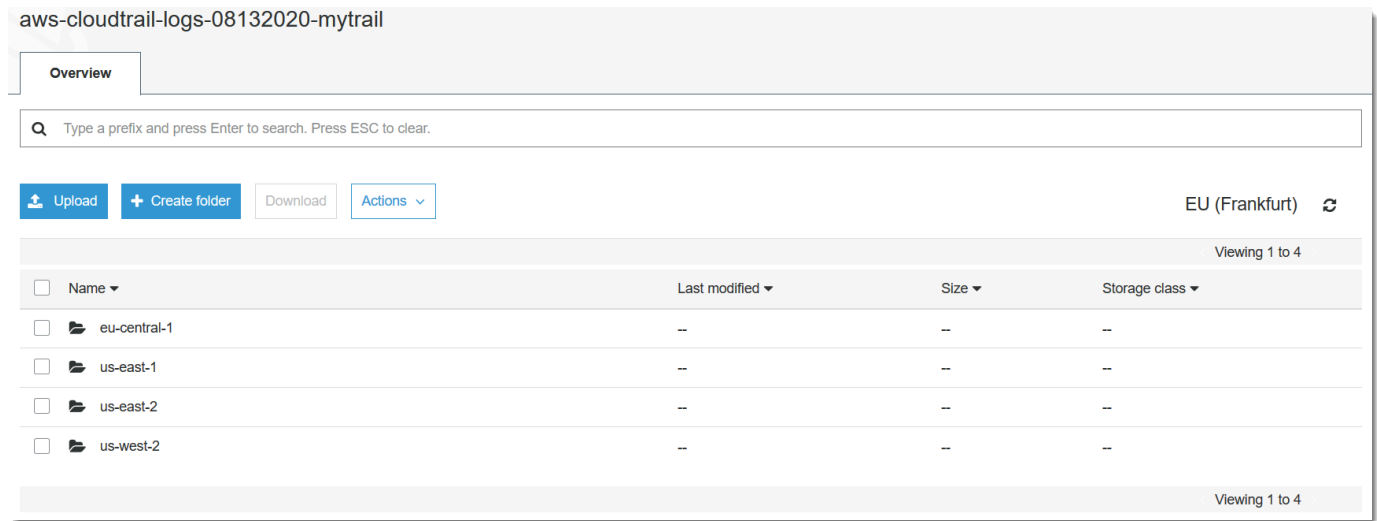 aws-cloudtrail-logs-08132020-mytrail
Overview
Type a prefix and press Enter to search. Press ESC to clear.
Upload Create folder Download Actions EU (Frankfurt)
Viewing 1 to 4
Name Last modified Size Storage class
eu-central-1 -- -- --
us-east-1 -- -- --
us-east-2 -- -- --
us-west-2 -- -- --
Viewing 1 to 4